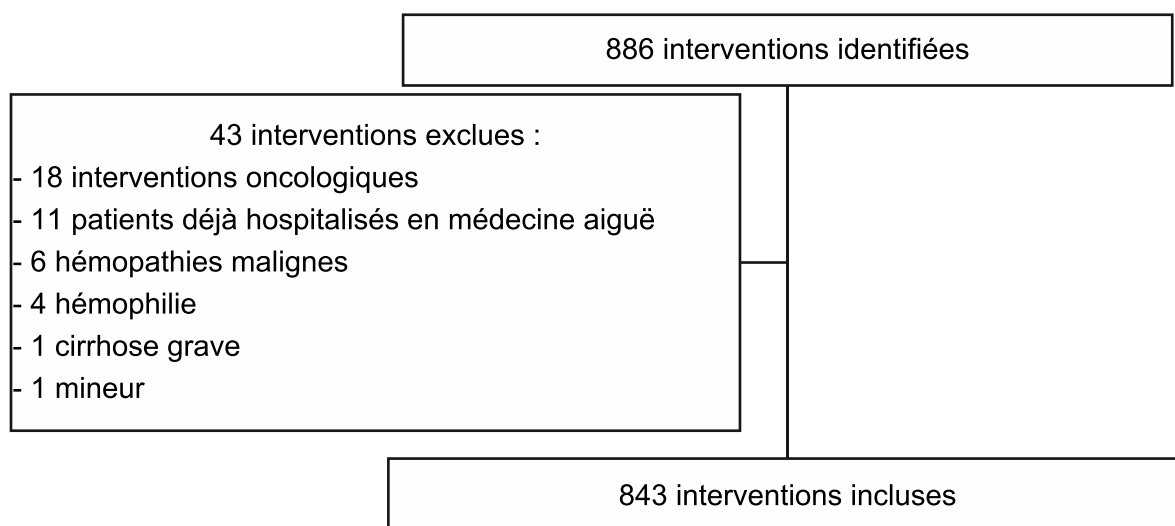 886 interventions identifiées
43 interventions exclues :
- 18 interventions oncologiques
- 11 patients déjà hospitalisés en médecine aiguë
- 6 hémopathies malignes
- 4 hémophilie
- 1 cirrhose grave
- 1 mineur
843 interventions incluses